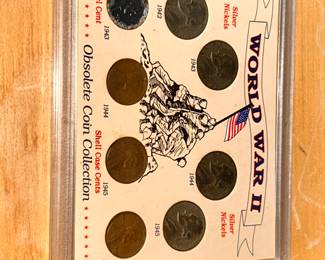 WORLD WAR II
Silver
Nickels
1942
1943
1944
1945
Silver
Nickels
Cent
1943
1944
1945
Shell Case Cents
Obsolete Coin Collection